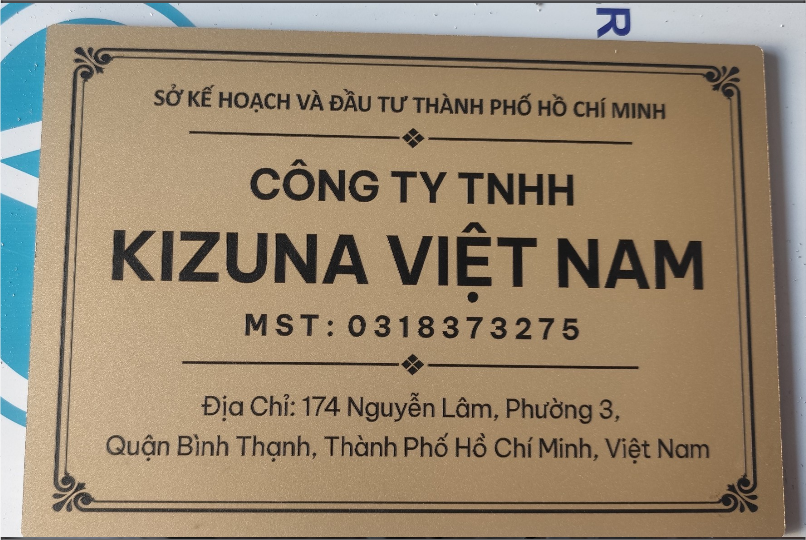 R
SỞ KẾ HOẠCH VÀ ĐẦU TƯ THÀNH PHỐ HỒ CHÍ MINH
CÔNG TY TNHH
KIZUNA VIỆT NAM
MST: 0318373275
Địa Chỉ: 174 Nguyễn Lâm, Phường 3,
Quận Bình Thạnh, Thành Phố Hồ Chí Minh, Việt Nam